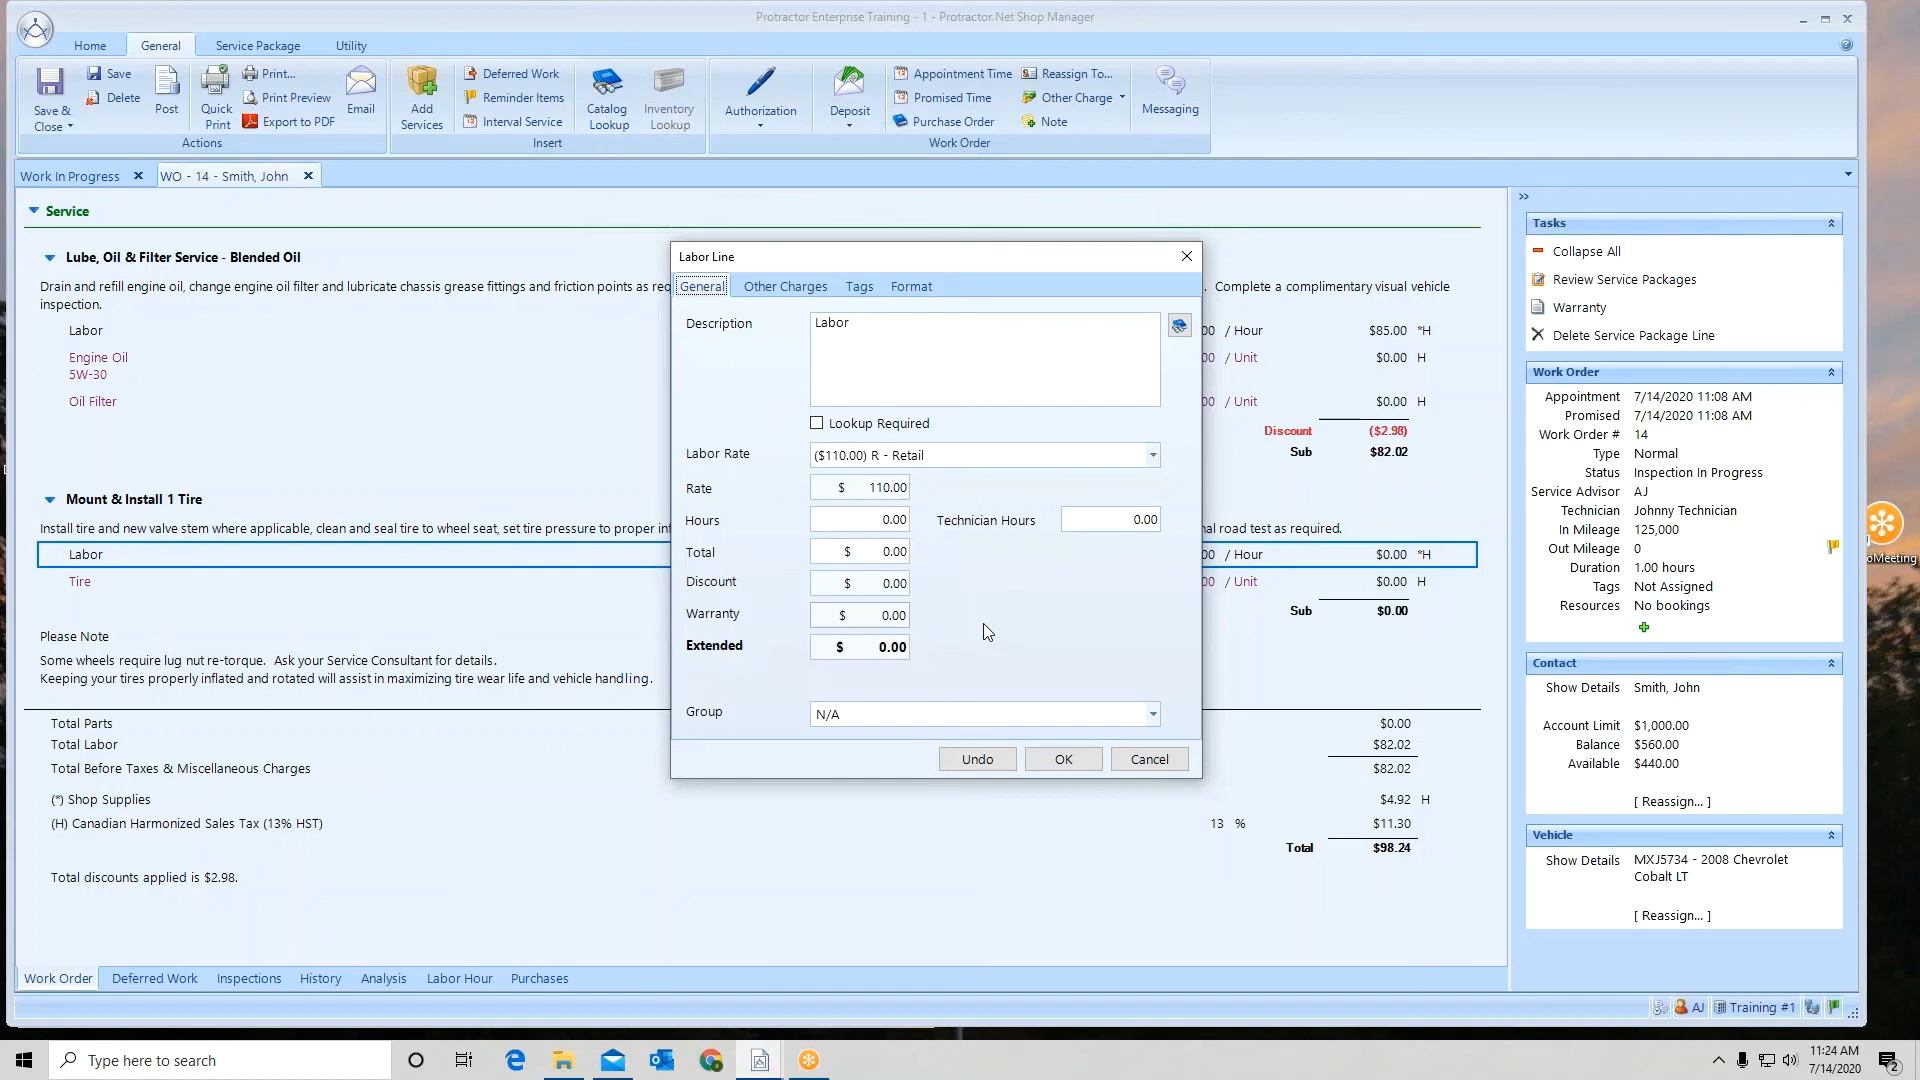 Protractor Enterprise Training - 1 - Protractor.Net Shop Manager
Home General Service Package Utility
Save & Close
Save
Delete
Post
Quick Print
Print...
Print Preview
Export to PDF
Email
Actions
Add Services
Deferred Work
Reminder Items
Interval Service
Catalog Lookup
Inventory Lookup
Insert
Authorization
Deposit
Appointment Time
Promised Time
Purchase Order
Reassign To...
Other Charge
Note
Messaging
Work Order
Work In Progress WO - 14 - Smith, John
Service
Lube, Oil & Filter Service - Blended Oil
Drain and refill engine oil, change engine oil filter and lubricate chassis grease fittings and friction points as req . Complete a complimentary visual vehicle
inspection.
Labor 00 / Hour $85.00 *H
Engine Oil 00 / Unit $0.00 H
5W-30
Oil Filter 00 / Unit $0.00 H
Discount ($2.98)
Sub $82.02
Mount & Install 1 Tire
Install tire and new valve stem where applicable, clean and seal tire to wheel seat, set tire pressure to proper in nal road test as required.
Labor 00 / Hour $0.00 *H
Tire 00 / Unit $0.00 H
Sub $0.00
Please Note
Some wheels require lug nut re-torque. Ask your Service Consultant for details.
Keeping your tires properly inflated and rotated will assist in maximizing tire wear life and vehicle handling.
Total Parts $0.00
Total Labor $82.02
Total Before Taxes & Miscellaneous Charges $82.02
(*) Shop Supplies $4.92 H
(H) Canadian Harmonized Sales Tax (13% HST) 13 % $11.30
Total $98.24
Total discounts applied is $2.98.
Labor Line
General Other Charges Tags Format
Description Labor
Lookup Required
Labor Rate ($110.00) R - Retail
Rate $ 110.00
Hours 0.00 Technician Hours 0.00
Total $ 0.00
Discount $ 0.00
Warranty $ 0.00
Extended $ 0.00
Group N/A
Undo OK Cancel
Tasks
Collapse All
Review Service Packages
Warranty
Delete Service Package Line
Work Order
Appointment 7/14/2020 11:08 AM
Promised 7/14/2020 11:08 AM
Work Order # 14
Type Normal
Status Inspection In Progress
Service Advisor AJ
Technician Johnny Technician
In Mileage 125,000
Out Mileage 0
Duration 1.00 hours
Tags Not Assigned
Resources No bookings
Contact
Show Details Smith, John
Account Limit $1,000.00
Balance $560.00
Available $440.00
[ Reassign... ]
Vehicle
Show Details MXJ5734 - 2008 Chevrolet
Cobalt LT
[ Reassign... ]
oMeeting
Work Order Deferred Work Inspections History Analysis Labor Hour Purchases
AJ Training #1
Type here to search
11:24 AM
7/14/2020
2